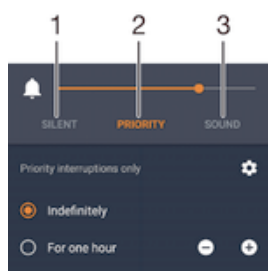 1 2 3
SILENT PRIORITY SOUND
Priority interruptions only
Indefinitely
For one hour